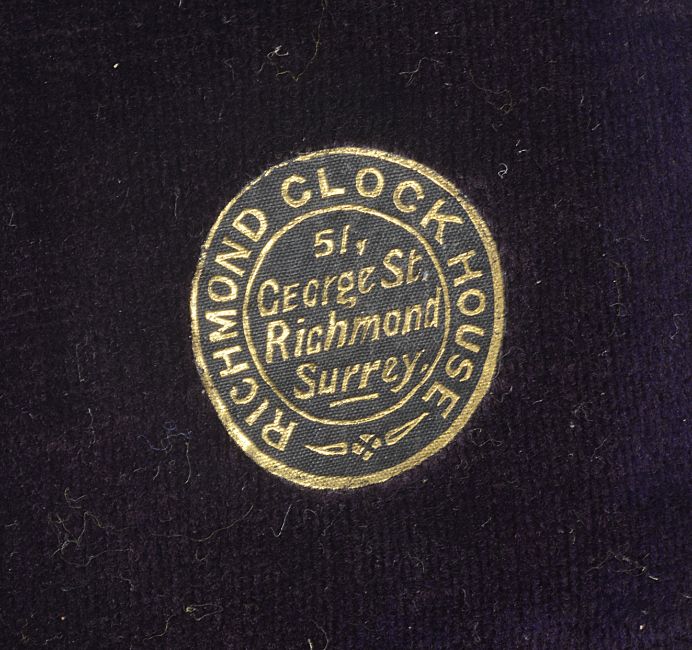 RICHMOND CLOCK HOUSE
51,
George St.
Richmond
Surrey.